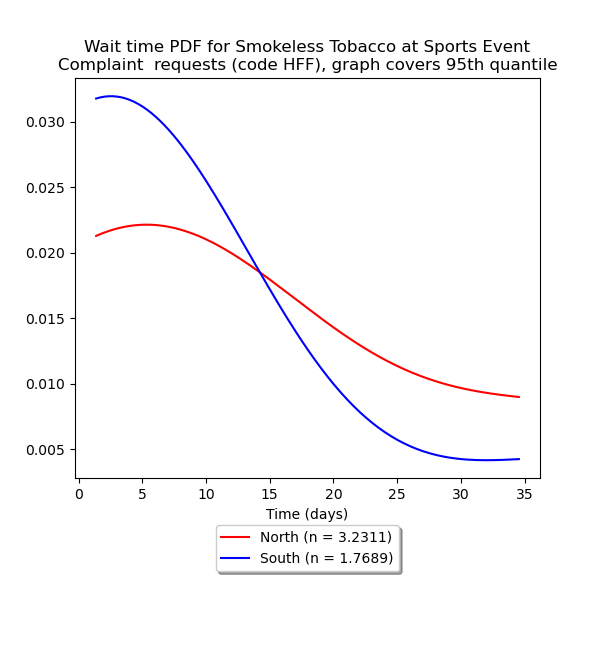 Wait time PDF for Smokeless Tobacco at Sports Event
Complaint  requests (code HFF), graph covers 95th quantile
0.030
0.025
0.020
0.015
0.010
0.005
0 5 10 15 20 25 30 35
Time (days)
North (n = 3.2311)
South (n = 1.7689)